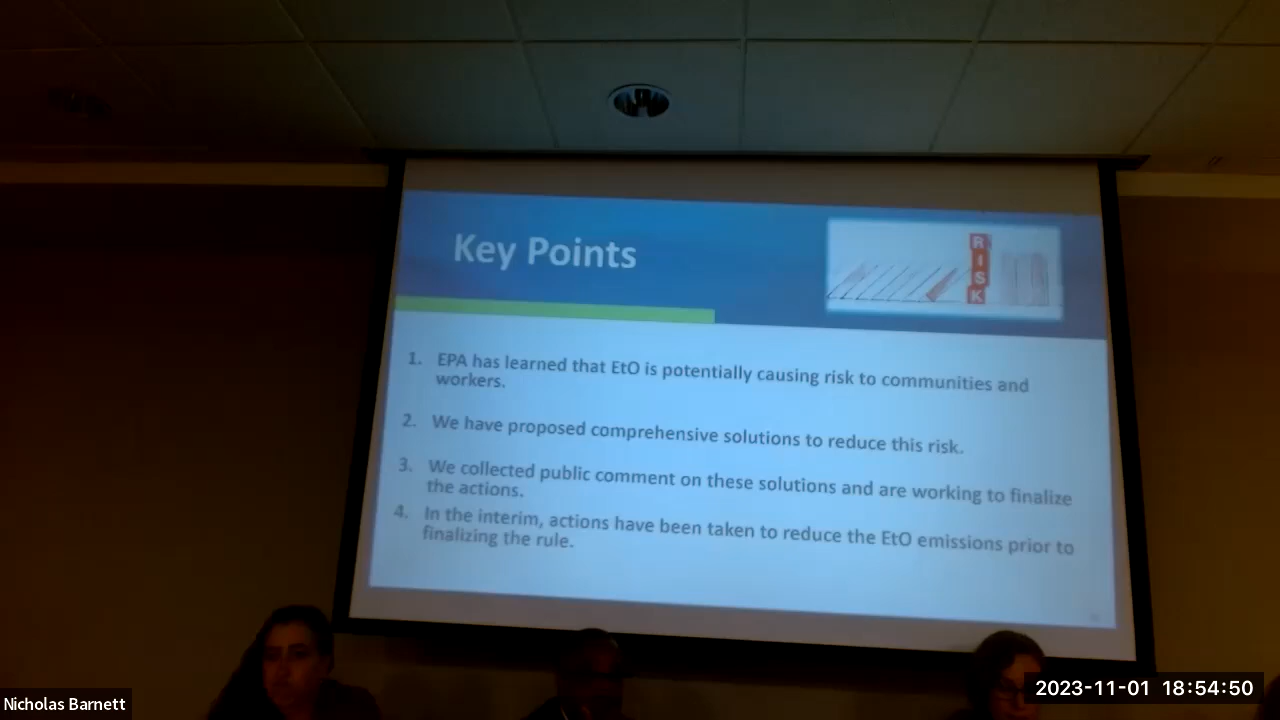 Key Points
R
I
S
K
1. EPA has learned that EtO is potentially causing risk to communities and
workers.
2. We have proposed comprehensive solutions to reduce this risk.
3. We collected public comment on these solutions and are working to finalize
the actions.
4. In the interim, actions have been taken to reduce the EtO emissions prior to
finalizing the rule.
Nicholas Barnett
2023-11-01 18:54:50